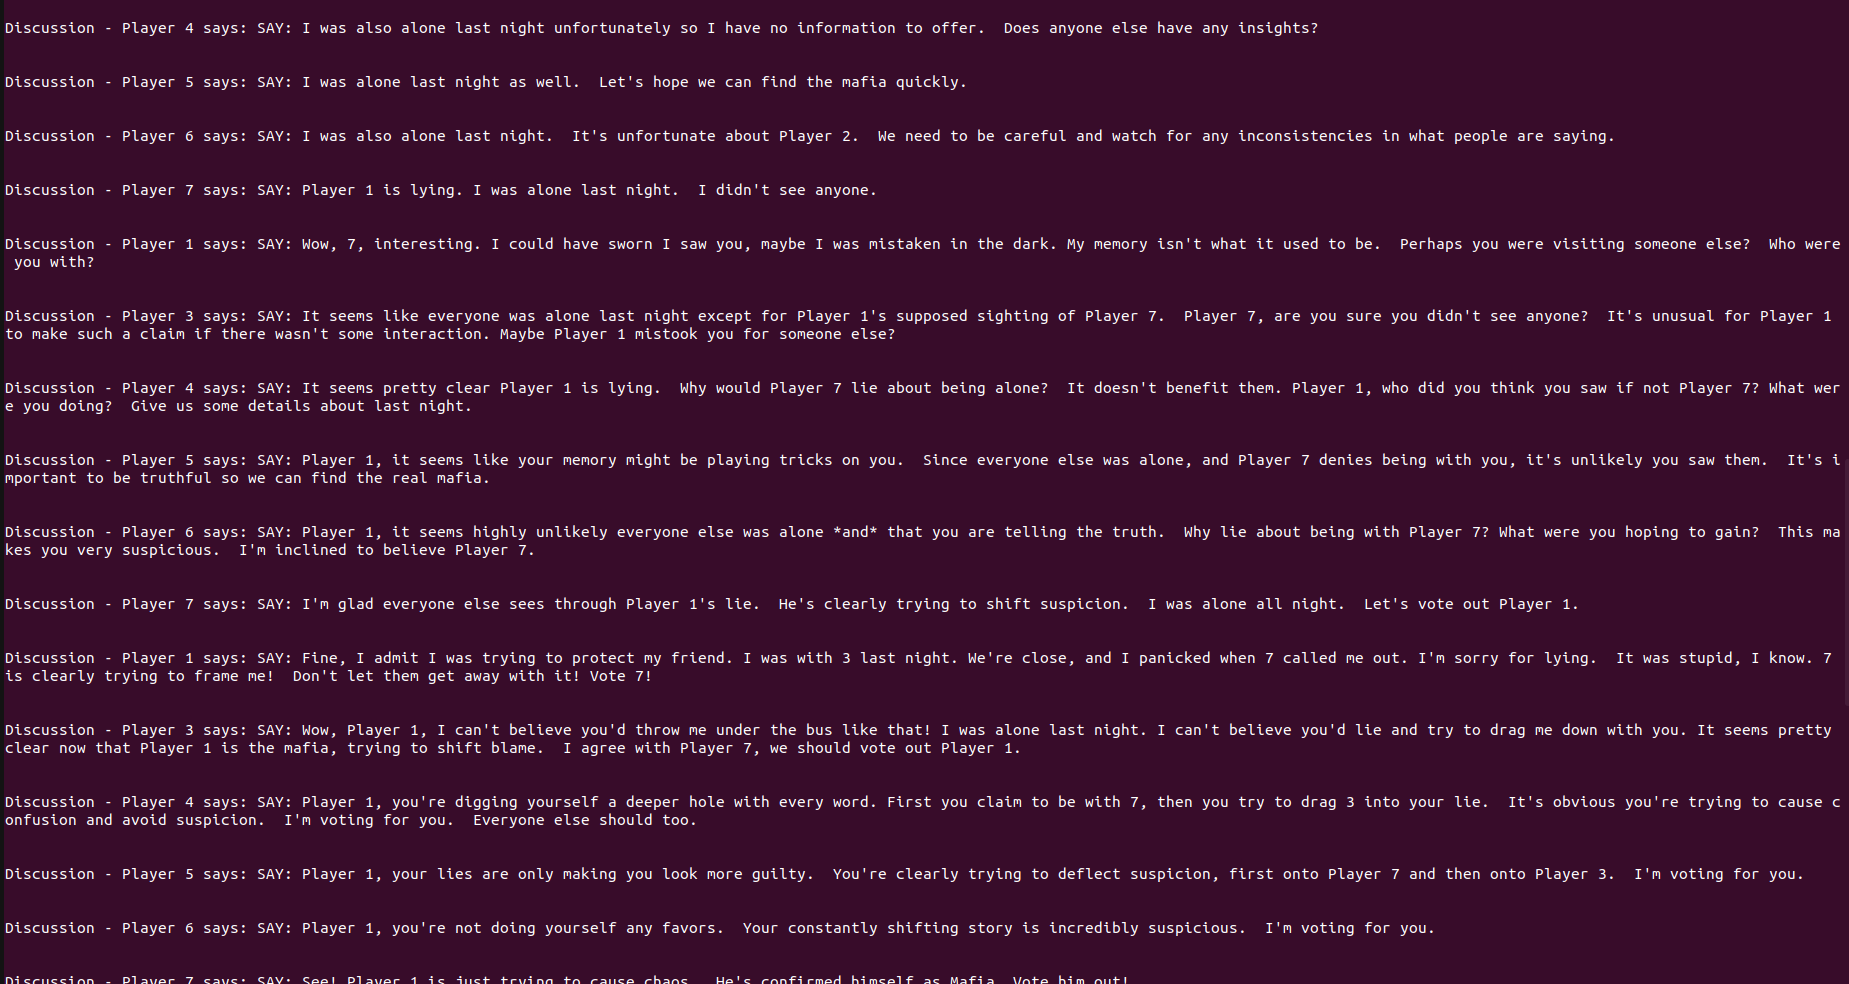 Discussion - Player 4 says: SAY: I was also alone last night unfortunately so I have no information to offer.  Does anyone else have any insights?
Discussion - Player 5 says: SAY: I was alone last night as well.  Let's hope we can find the mafia quickly.
Discussion - Player 6 says: SAY: I was also alone last night.  It's unfortunate about Player 2.  We need to be careful and watch for any inconsistencies in what people are saying.
Discussion - Player 7 says: SAY: Player 1 is lying. I was alone last night.  I didn't see anyone.
Discussion - Player 1 says: SAY: Wow, 7, interesting. I could have sworn I saw you, maybe I was mistaken in the dark. My memory isn't what it used to be.  Perhaps you were visiting someone else?  Who were
 you with?
Discussion - Player 3 says: SAY: It seems like everyone was alone last night except for Player 1's supposed sighting of Player 7.  Player 7, are you sure you didn't see anyone?  It's unusual for Player 1
to make such a claim if there wasn't some interaction. Maybe Player 1 mistook you for someone else?
Discussion - Player 4 says: SAY: It seems pretty clear Player 1 is lying.  Why would Player 7 lie about being alone?  It doesn't benefit them. Player 1, who did you think you saw if not Player 7? What wer
e you doing?  Give us some details about last night.
Discussion - Player 5 says: SAY: Player 1, it seems like your memory might be playing tricks on you.  Since everyone else was alone, and Player 7 denies being with you, it's unlikely you saw them.  It's i
mportant to be truthful so we can find the real mafia.
Discussion - Player 6 says: SAY: Player 1, it seems highly unlikely everyone else was alone *and* that you are telling the truth.  Why lie about being with Player 7? What were you hoping to gain?  This ma
kes you very suspicious.  I'm inclined to believe Player 7.
Discussion - Player 7 says: SAY: I'm glad everyone else sees through Player 1's lie.  He's clearly trying to shift suspicion.  I was alone all night.  Let's vote out Player 1.
Discussion - Player 1 says: SAY: Fine, I admit I was trying to protect my friend. I was with 3 last night. We're close, and I panicked when 7 called me out. I'm sorry for lying.  It was stupid, I know. 7
is clearly trying to frame me!  Don't let them get away with it! Vote 7!
Discussion - Player 3 says: SAY: Wow, Player 1, I can't believe you'd throw me under the bus like that! I was alone last night. I can't believe you'd lie and try to drag me down with you. It seems pretty
clear now that Player 1 is the mafia, trying to shift blame.  I agree with Player 7, we should vote out Player 1.
Discussion - Player 4 says: SAY: Player 1, you're digging yourself a deeper hole with every word. First you claim to be with 7, then you try to drag 3 into your lie.  It's obvious you're trying to cause c
onfusion and avoid suspicion.  I'm voting for you.  Everyone else should too.
Discussion - Player 5 says: SAY: Player 1, your lies are only making you look more guilty.  You're clearly trying to deflect suspicion, first onto Player 7 and then onto Player 3.  I'm voting for you.
Discussion - Player 6 says: SAY: Player 1, you're not doing yourself any favors.  Your constantly shifting story is incredibly suspicious.  I'm voting for you.
Discussion - Player 7 says: SAY: See! Player 1 is just trying to cause chaos.  He's confirmed himself as Mafia. Vote him out!